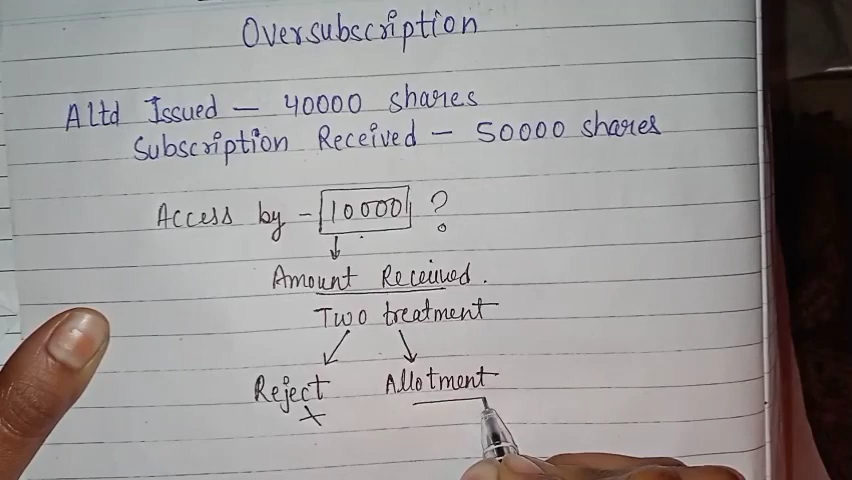 Oversubscription
A ltd Issued - 40000 shares
Subscription Received - 50000 shares
Access by - 10000 ?
Amount Received.
Two treatment
Reject Allotment